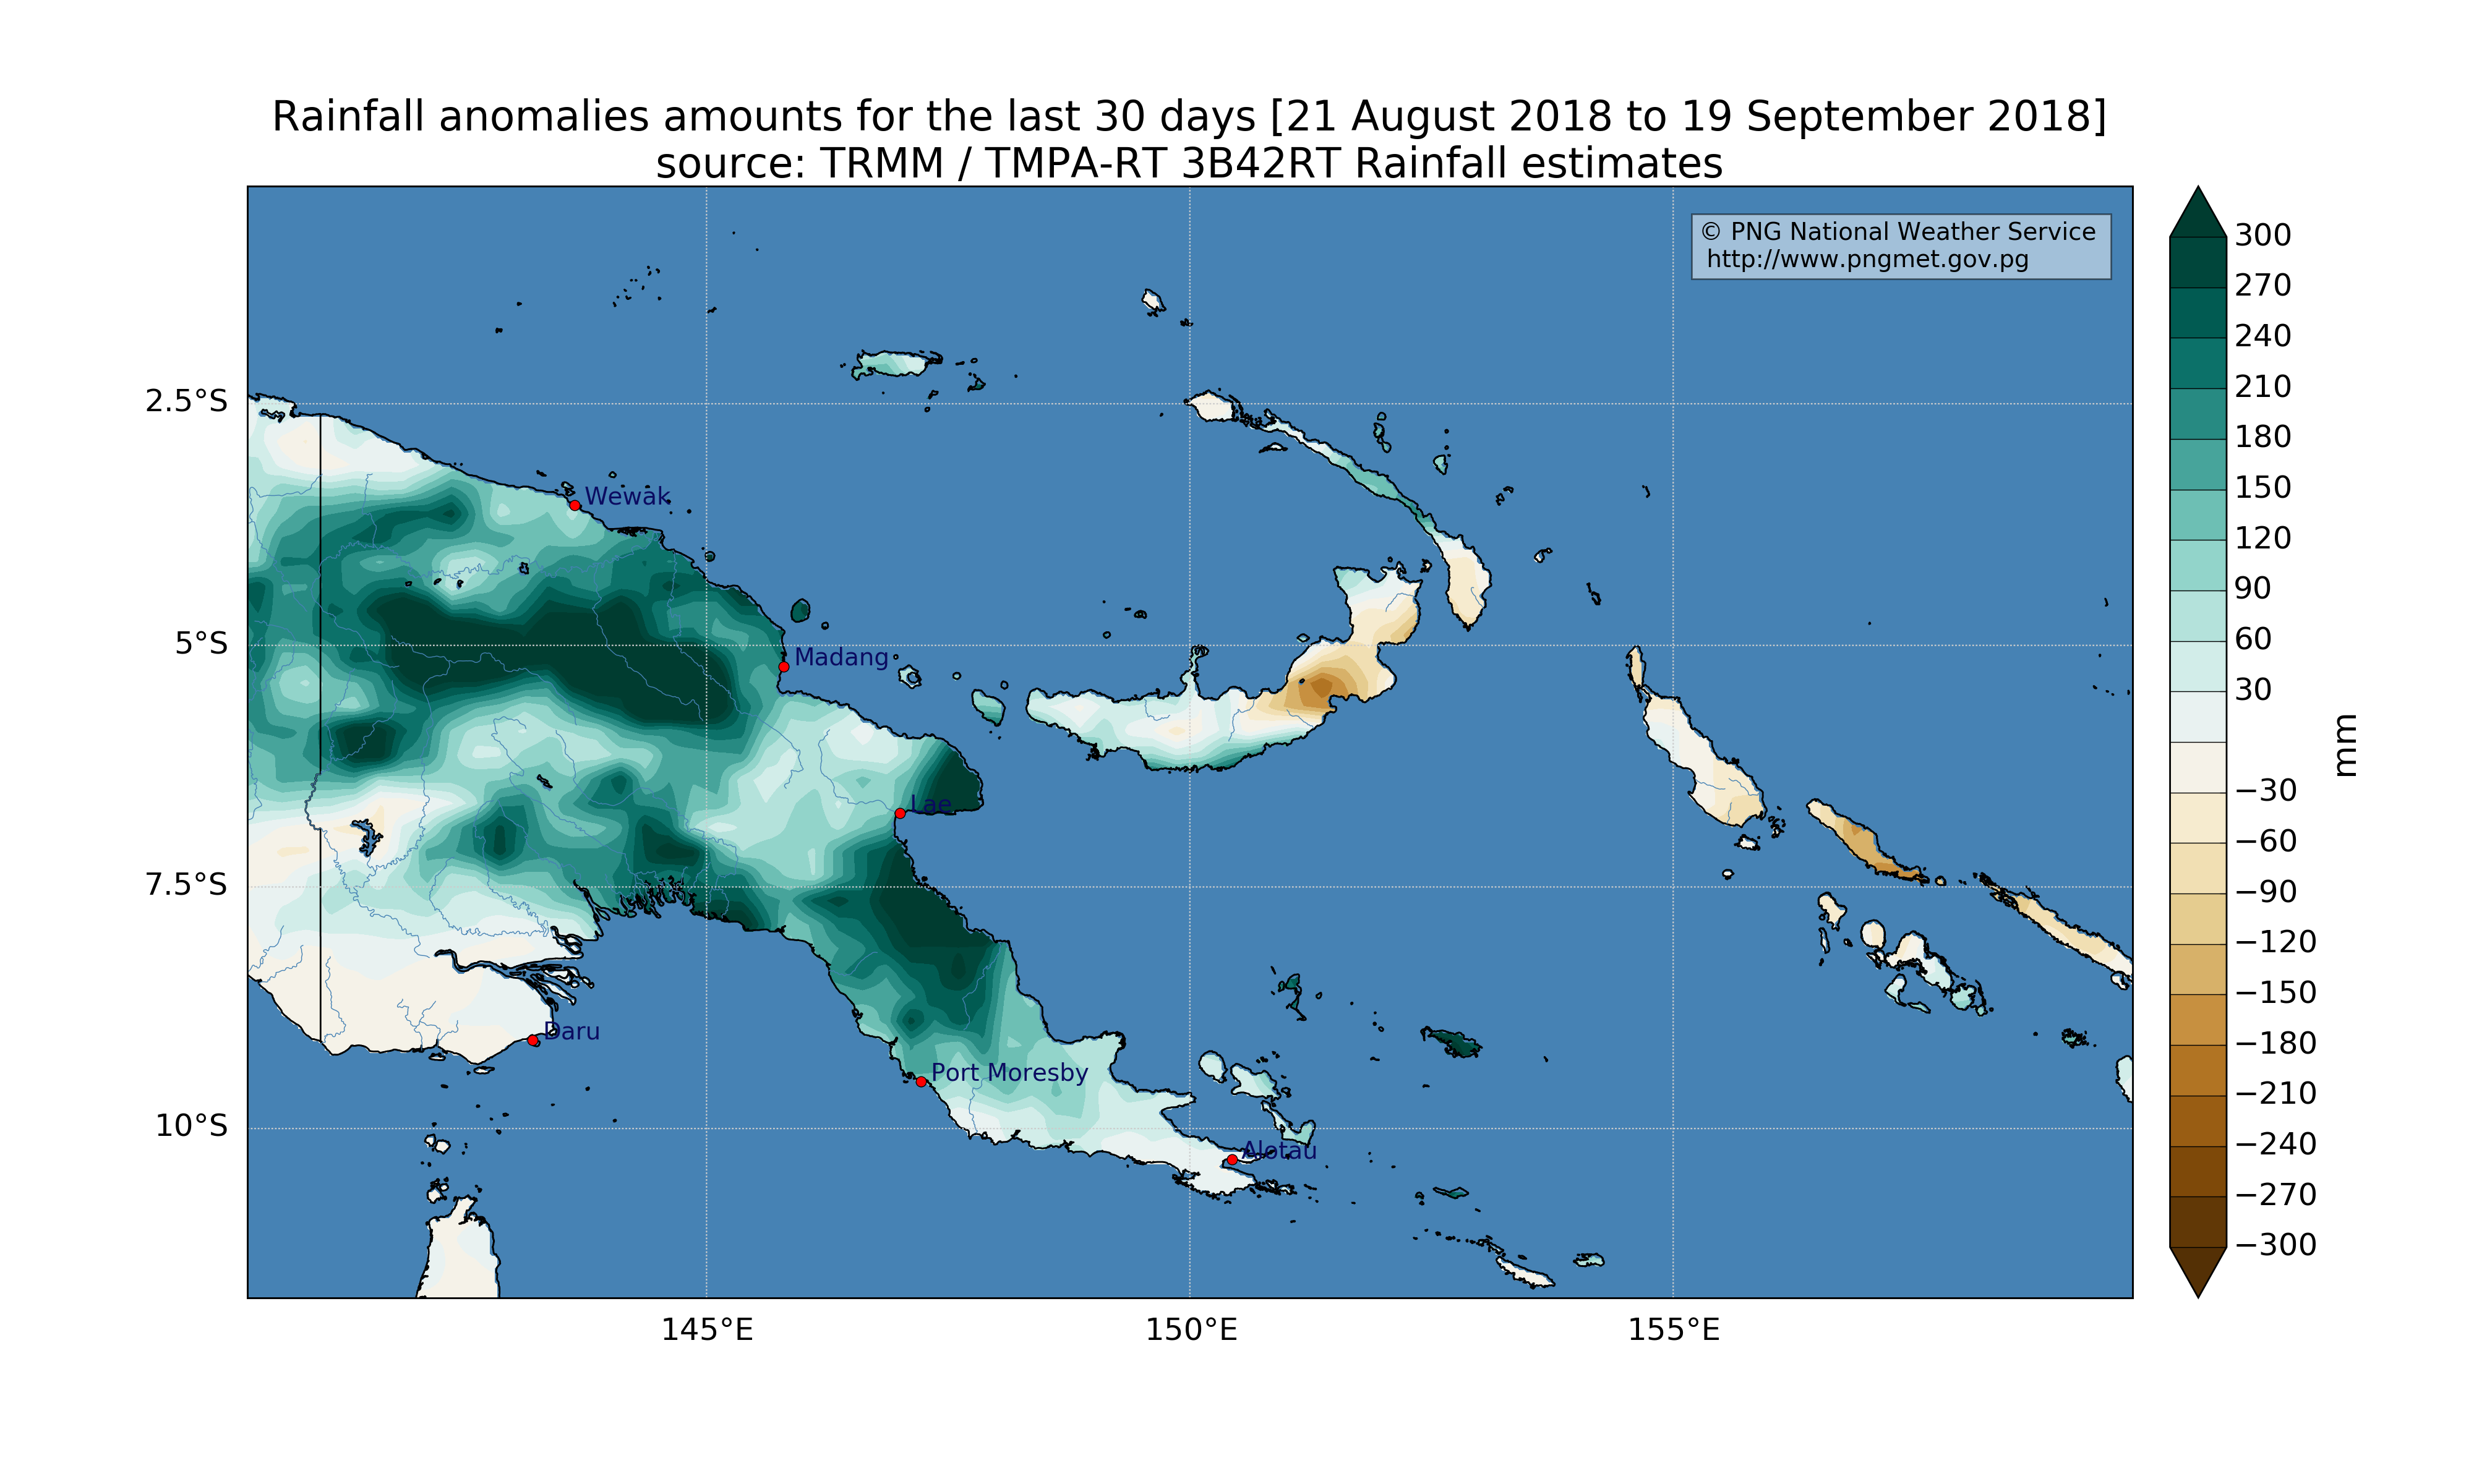 Rainfall anomalies amounts for the last 30 days [21 August 2018 to 19 September 2018]
source: TRMM / TMPA-RT 3B42RT Rainfall estimates
© PNG National Weather Service
http://www.pngmet.gov.pg
2.5°S
5°S
7.5°S
10°S
Wewak
Madang
Lae
Daru
Port Moresby
Alotau
145°E
150°E
155°E
300
270
240
210
180
150
120
90
60
30
−30
−60
−90
−120
−150
−180
−210
−240
−270
−300
mm